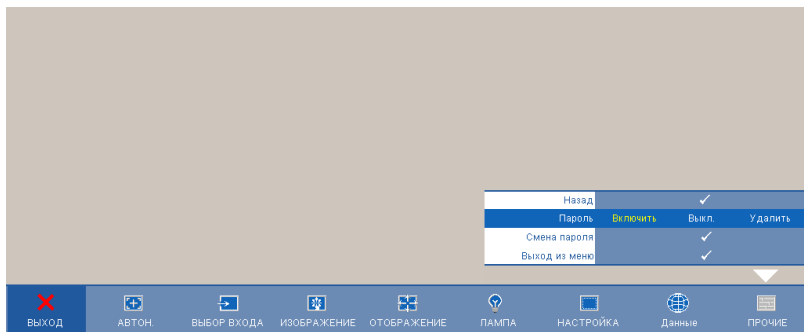 Назад
Пароль Включить Выкл. Удалить
Смена пароля
Выход из меню
ВЫХОД АВТОН. ВЫБОР ВХОДА ИЗОБРАЖЕНИЕ ОТОБРАЖЕНИЕ ЛАМПА НАСТРОЙКА Данные ПРОЧИЕ